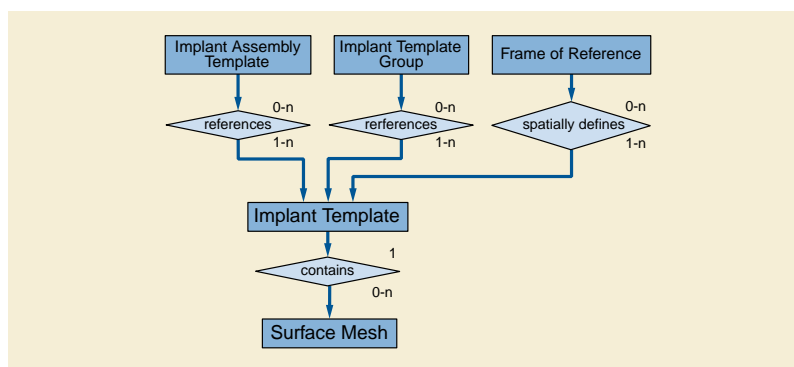 Implant Assembly
Template
Implant Template
Group
Frame of Reference
0-n
references
1-n
0-n
rerferences
1-n
0-n
spatially defines
1-n
Implant Template
1
contains
0-n
Surface Mesh